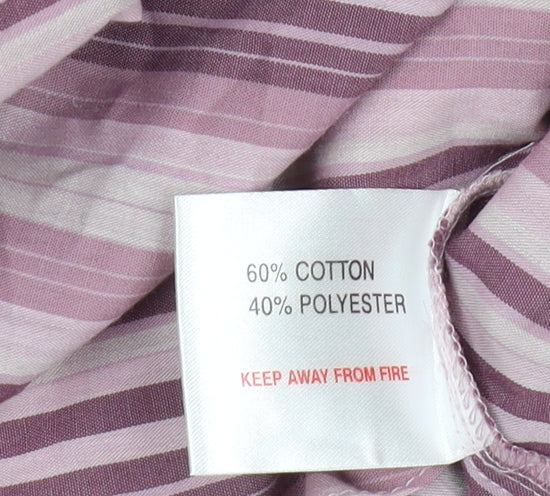 60% COTTON
40% POLYESTER
KEEP AWAY FROM FIRE